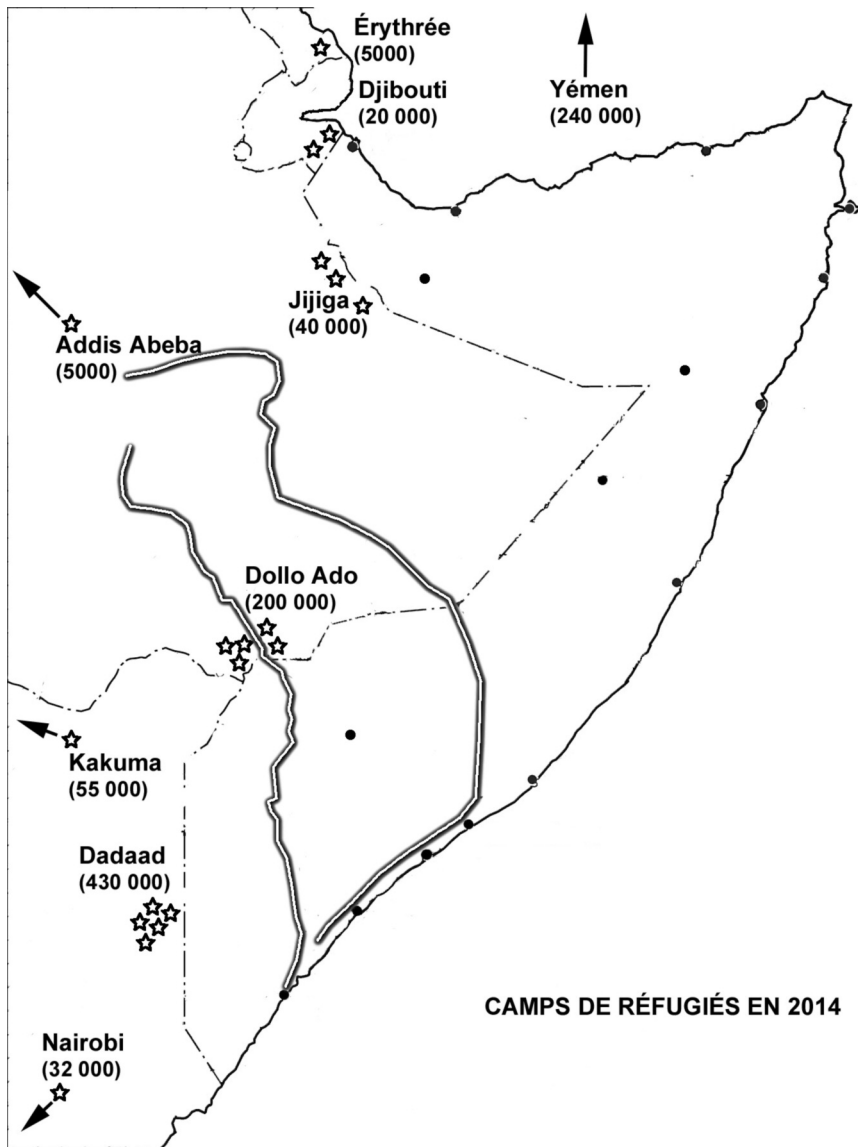 Érythrée
(5000)
Djibouti
(20 000)
Yémen
(240 000)
Jijiga
(40 000)
Addis Abeba
(5000)
Dollo Ado
(200 000)
Kakuma
(55 000)
Dadaad
(430 000)
CAMPS DE RÉFUGIÉS EN 2014
Nairobi
(32 000)